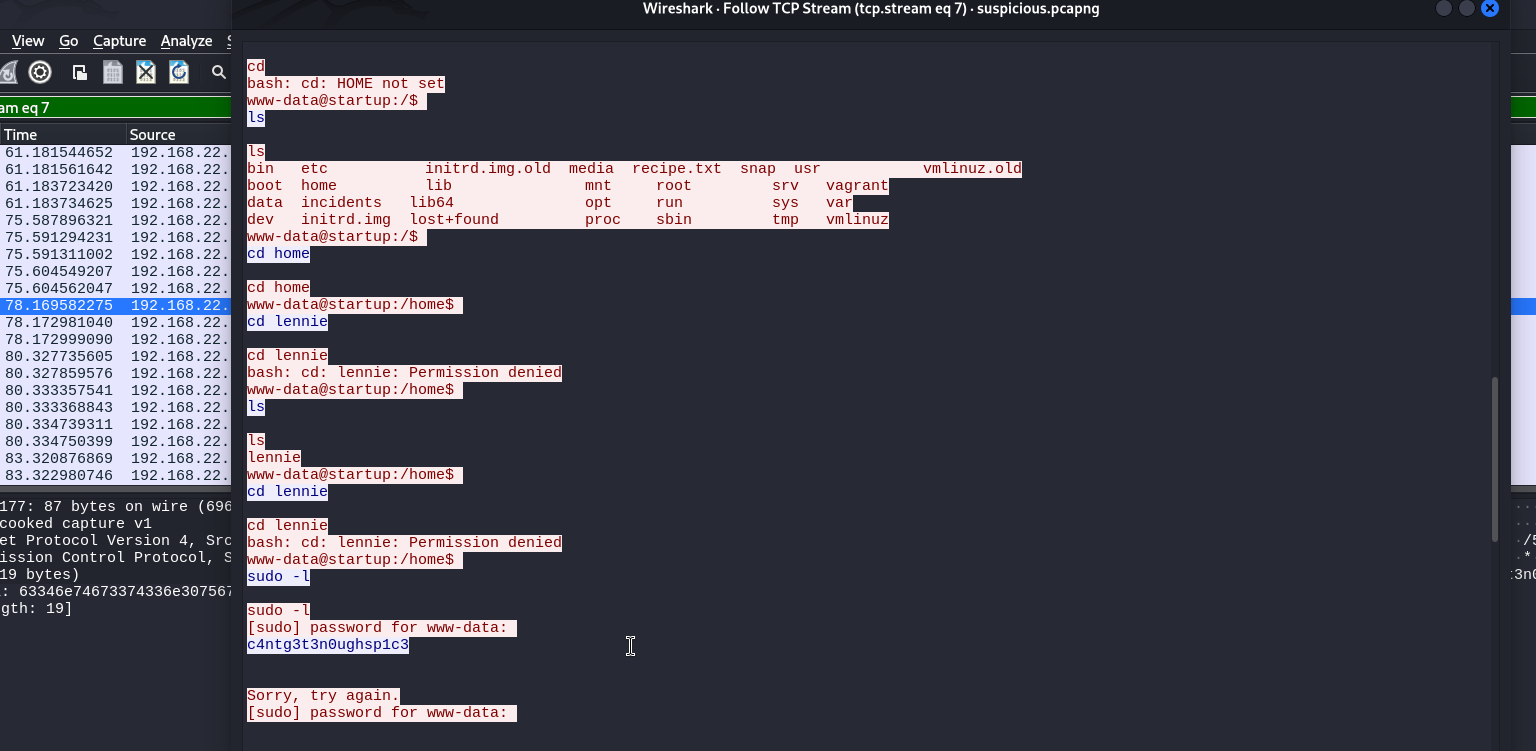 Wireshark · Follow TCP Stream (tcp.stream eq 7) · suspicious.pcapng
View Go Capture Analyze
am eq 7
Time Source
61.181544652 192.168.22.
61.181561642 192.168.22.
61.183723420 192.168.22.
61.183734625 192.168.22.
75.587896321 192.168.22.
75.591294231 192.168.22.
75.591311002 192.168.22.
75.604549207 192.168.22.
75.604562047 192.168.22.
78.169582275 192.168.22.
78.172981040 192.168.22.
78.172999090 192.168.22.
80.327735605 192.168.22.
80.327859576 192.168.22.
80.333357541 192.168.22.
80.333368843 192.168.22.
80.334739311 192.168.22.
80.334750399 192.168.22.
83.320876869 192.168.22.
83.322980746 192.168.22.
177: 87 bytes on wire (696
cooked capture v1
et Protocol Version 4, Src
ission Control Protocol, S
19 bytes)
: 63346e74673374336e307567
gth: 19]
cd
bash: cd: HOME not set
www-data@startup:/$
ls
ls
bin etc initrd.img.old media recipe.txt snap usr vmlinuz.old
boot home lib mnt root srv vagrant
data incidents lib64 opt run sys var
dev initrd.img lost+found proc sbin tmp vmlinuz
www-data@startup:/$
cd home
cd home
www-data@startup:/home$
cd lennie
cd lennie
bash: cd: lennie: Permission denied
www-data@startup:/home$
ls
ls
lennie
www-data@startup:/home$
cd lennie
cd lennie
bash: cd: lennie: Permission denied
www-data@startup:/home$
sudo -l
sudo -l
[sudo] password for www-data:
c4ntg3t3n0ughsp1c3
Sorry, try again.
[sudo] password for www-data: